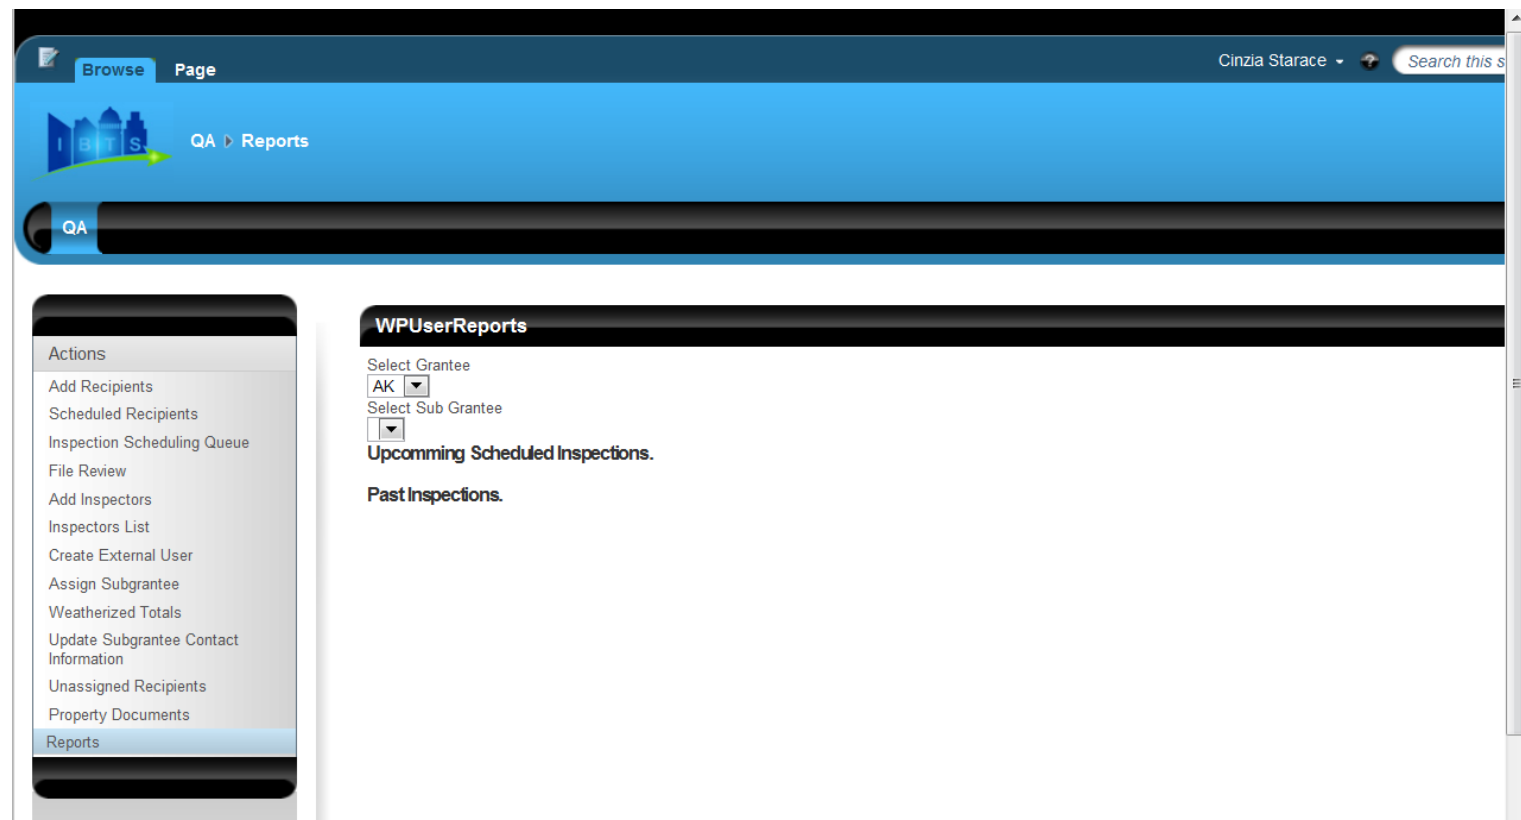 Browse Page
Cinzia Starace
Search this s
IBTS
QA Reports
QA
Actions
Add Recipients
Scheduled Recipients
Inspection Scheduling Queue
File Review
Add Inspectors
Inspectors List
Create External User
Assign Subgrantee
Weatherized Totals
Update Subgrantee Contact
Information
Unassigned Recipients
Property Documents
Reports
WPUserReports
Select Grantee
AK
Select Sub Grantee
Upcomming Scheduled Inspections.
Past Inspections.